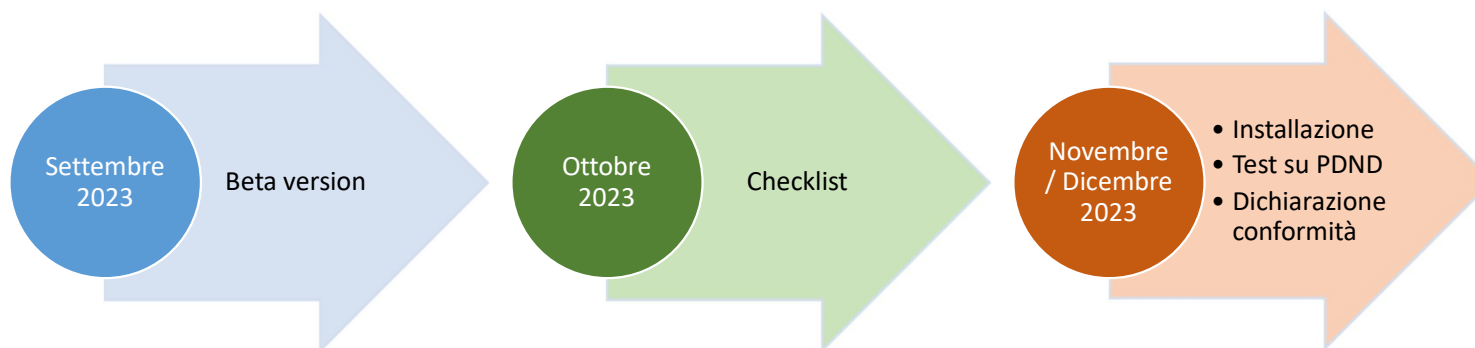 Settembre
2023
Beta version
Ottobre
2023
Checklist
Novembre
/ Dicembre
2023
• Installazione
• Test su PDND
• Dichiarazione
conformità